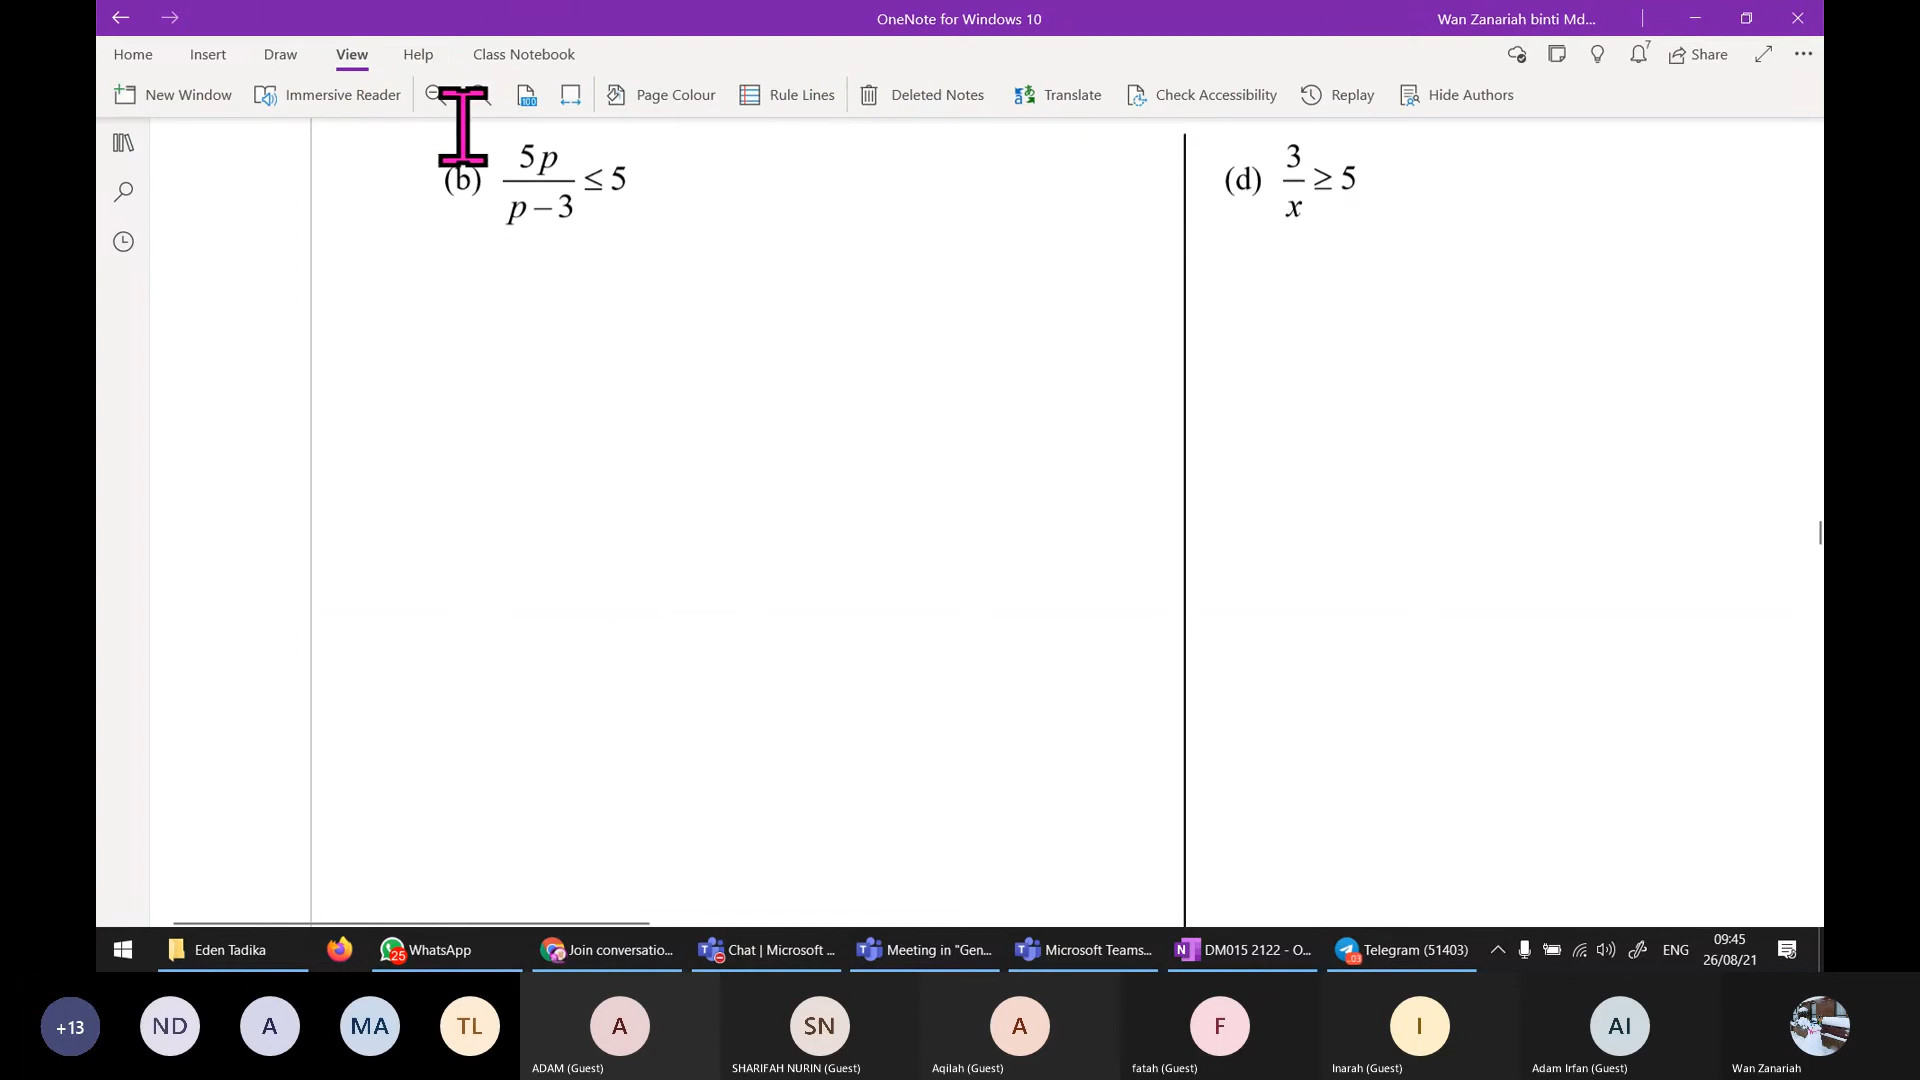 OneNote for Windows 10
Wan Zanariah binti Md...
Home Insert Draw View Help Class Notebook
7
Share
New Window Immersive Reader 100 Page Colour Rule Lines Deleted Notes Translate Check Accessibility Replay Hide Authors
(b) 5p / p − 3 ≤ 5
(d) 3 / x ≥ 5
Eden Tadika
25 WhatsApp
Join conversatio...
Chat | Microsoft ...
Meeting in "Gen...
Microsoft Teams...
N DM015 2122 - O...
..03 Telegram (51403)
ENG
09:45
26/08/21
+13
ND
A
MA
TL
A
ADAM (Guest)
SN
SHARIFAH NURIN (Guest)
A
Aqilah (Guest)
F
fatah (Guest)
I
Inarah (Guest)
AI
Adam Irfan (Guest)
Wan Zanariah